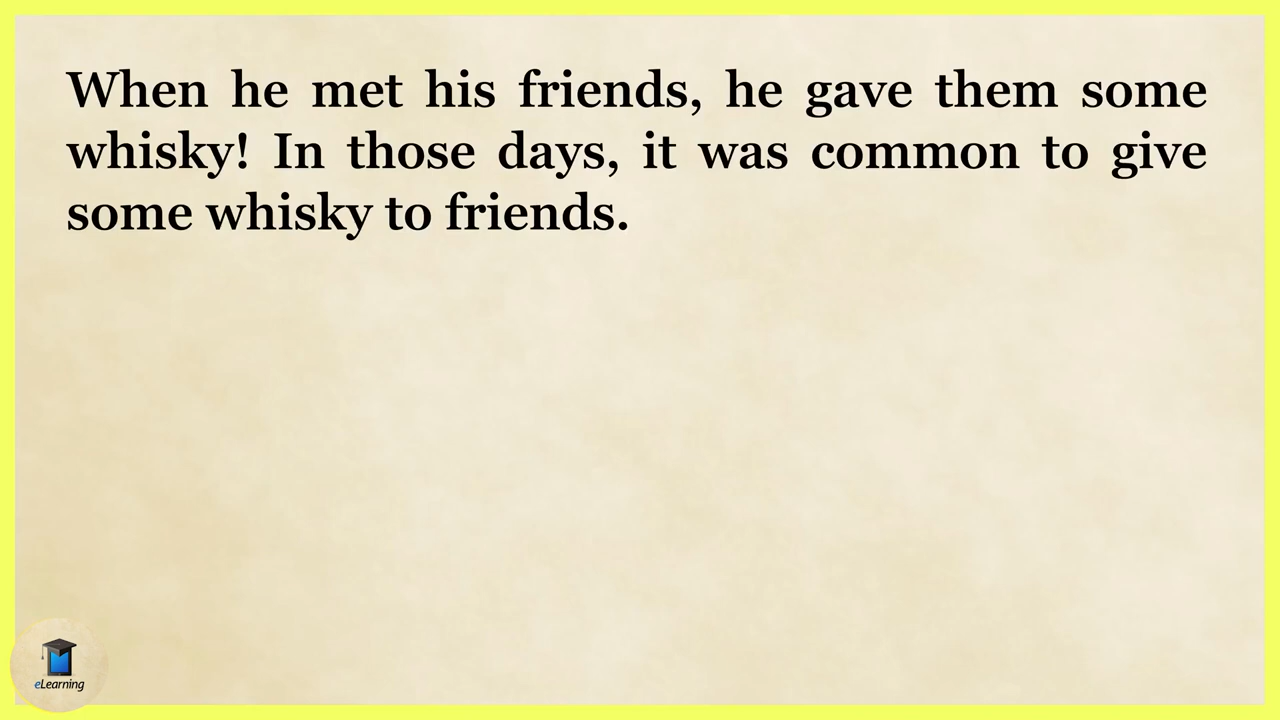 When he met his friends, he gave them some
whisky! In those days, it was common to give
some whisky to friends.
eLearning